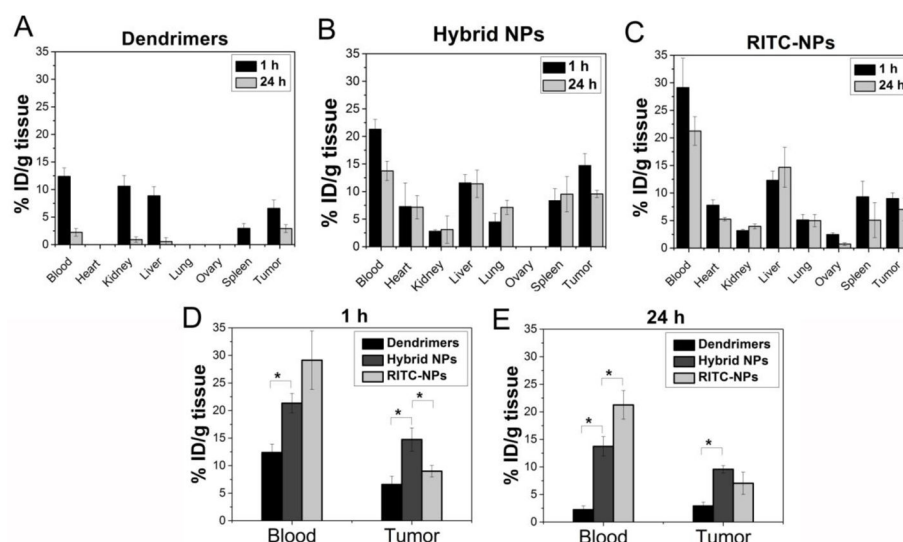 A
Dendrimers
1 h
24 h
% ID/g tissue
35
30
25
20
15
10
5
0
Blood
Heart
Kidney
Liver
Lung
Ovary
Spleen
Tumor
B
Hybrid NPs
1 h
24 h
% ID/g tissue
35
30
25
20
15
10
5
0
Blood
Heart
Kidney
Liver
Lung
Ovary
Spleen
Tumor
C
RITC-NPs
1 h
24 h
% ID/g tissue
35
30
25
20
15
10
5
0
Blood
Heart
Kidney
Liver
Lung
Ovary
Spleen
Tumor
D
1 h
Dendrimers
Hybrid NPs
RITC-NPs
% ID/g tissue
35
30
25
20
15
10
5
0
*
*
*
Blood
Tumor
E
24 h
Dendrimers
Hybrid NPs
RITC-NPs
% ID/g tissue
35
30
25
20
15
10
5
0
*
*
*
Blood
Tumor